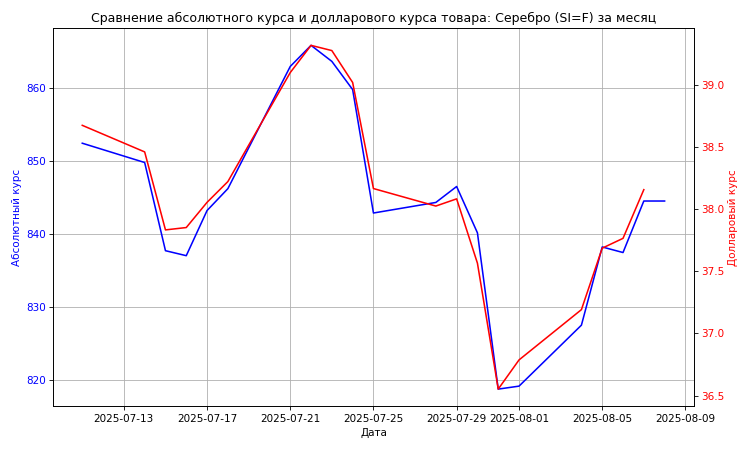 Сравнение абсолютного курса и долларового курса товара: Серебро (SI=F) за месяц
Абсолютный курс
860
850
840
830
820
39.0
38.5
38.0
37.5
37.0
36.5
Долларовый курс
2025-07-13 2025-07-17 2025-07-21 2025-07-25 2025-07-29 2025-08-01 2025-08-05 2025-08-09
Дата